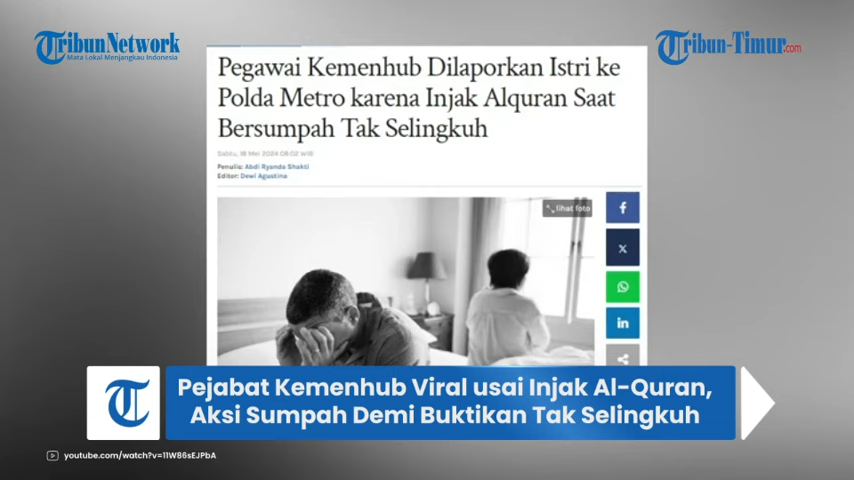 TribunNetwork
Mata Lokal Menjangkau Indonesia
Tribun-Timur.com
Pegawai Kemenhub Dilaporkan Istri ke
Polda Metro karena Injak Alquran Saat
Bersumpah Tak Selingkuh
Sabtu, 18 Mei 2024 08:02 WIB
Penulis: Abdi Ryanda Shakti
Editor: Dewi Agustina
lihat foto
Pejabat Kemenhub Viral usai Injak Al-Quran,
Aksi Sumpah Demi Buktikan Tak Selingkuh
youtube.com/watch?v=11W86sEJPbA